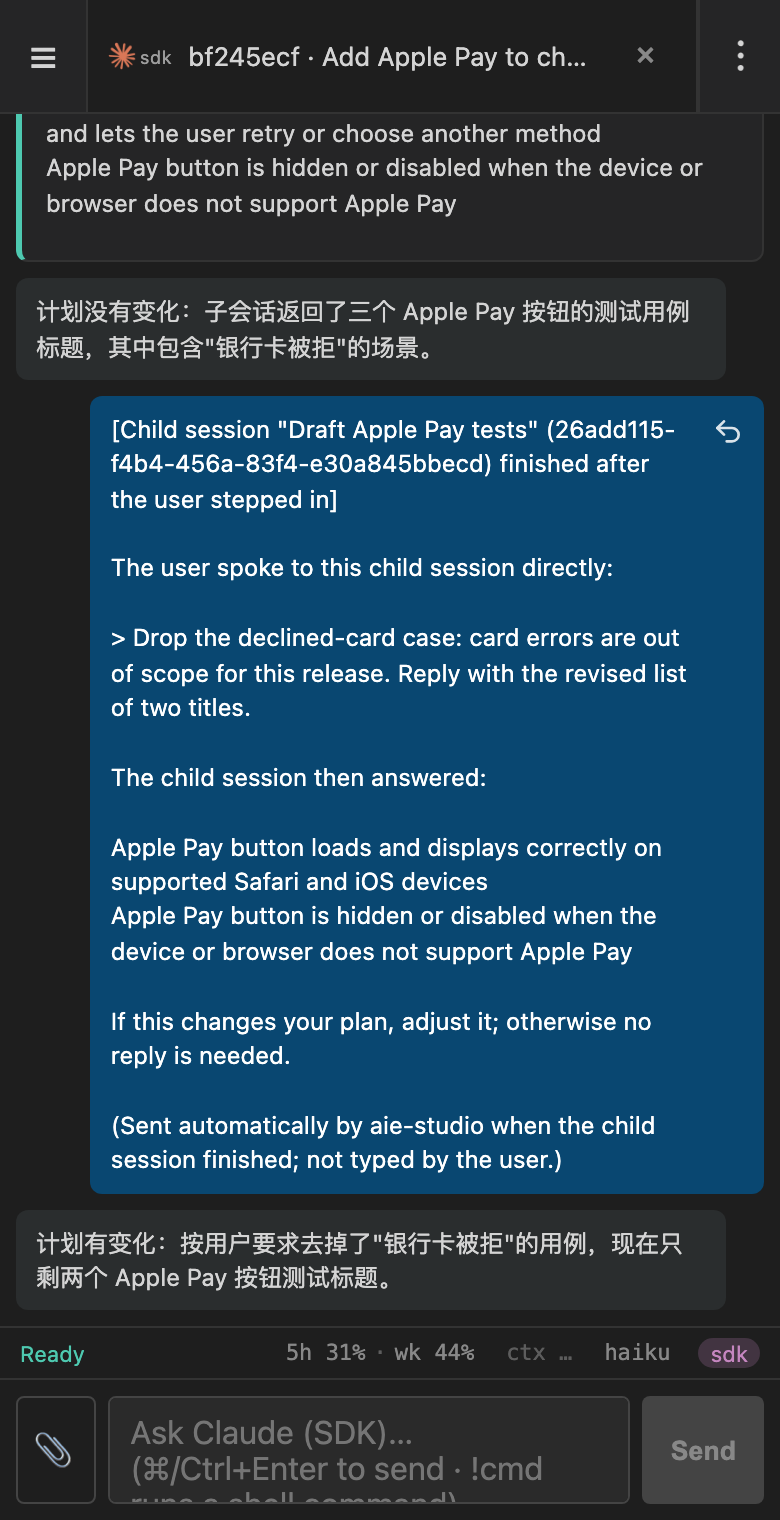 sdk bf245ecf · Add Apple Pay to ch... ×
and lets the user retry or choose another method
Apple Pay button is hidden or disabled when the device or
browser does not support Apple Pay
计划没有变化：子会话返回了三个 Apple Pay 按钮的测试用例
标题，其中包含"银行卡被拒"的场景。
[Child session "Draft Apple Pay tests" (26add115-
f4b4-456a-83f4-e30a845bbecd) finished after
the user stepped in]
The user spoke to this child session directly:
> Drop the declined-card case: card errors are out
of scope for this release. Reply with the revised list
of two titles.
The child session then answered:
Apple Pay button loads and displays correctly on
supported Safari and iOS devices
Apple Pay button is hidden or disabled when the
device or browser does not support Apple Pay
If this changes your plan, adjust it; otherwise no
reply is needed.
(Sent automatically by aie-studio when the child
session finished; not typed by the user.)
计划有变化：按用户要求去掉了"银行卡被拒"的用例，现在只
剩两个 Apple Pay 按钮测试标题。
Ready 5h 31% · wk 44% ctx … haiku sdk
Ask Claude (SDK)...
(⌘/Ctrl+Enter to send · !cmd
runs a shell command)
Send